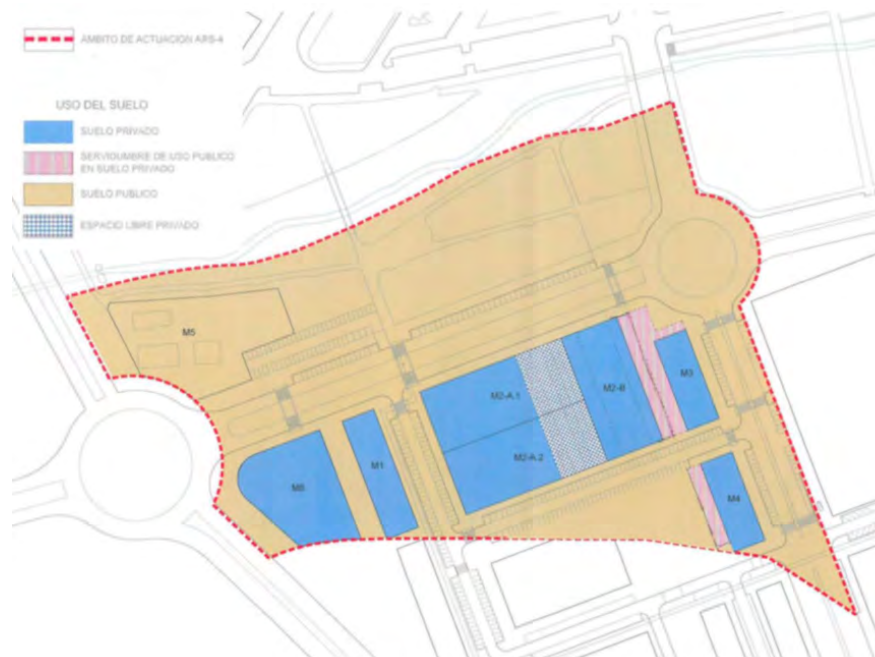 AMBITO DE ACTUACION ARS-4
USO DEL SUELO
SUELO PRIVADO
SERVIDUMBRE DE USO PUBLICO
EN SUELO PRIVADO
SUELO PUBLICO
ESPACIO LIBRE PRIVADO
M5
M2-A.1
M2-B
M3
M2-A.2
M1
M4